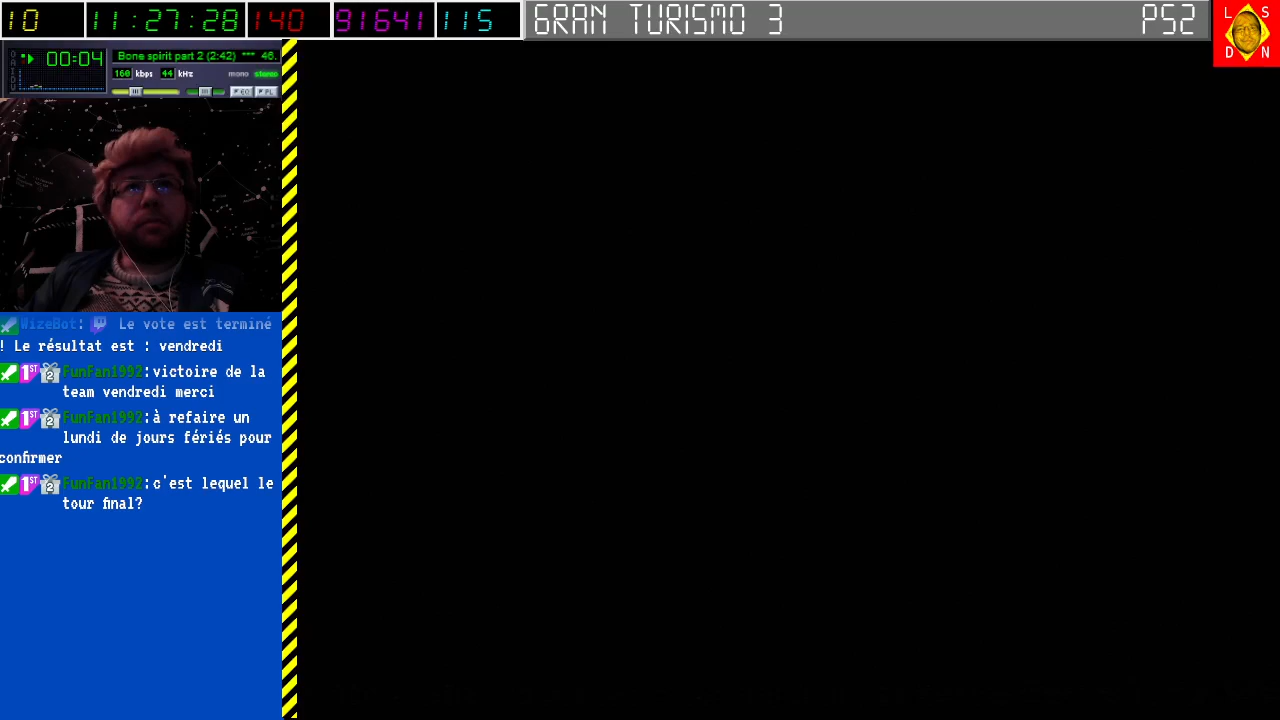 10 11:27:28 140 91641 115 GRAN TURISMO 3 PS2
L S
D N
00:04 Bone spirit part 2 (2:42) *** 46.
160 kbps 44 kHz mono stereo
EQ PL
WizeBot: Le vote est terminé
! Le résultat est : vendredi
FunFan1992: victoire de la
team vendredi merci
FunFan1992: à refaire un
lundi de jours fériés pour
confirmer
FunFan1992: c'est lequel le
tour final?